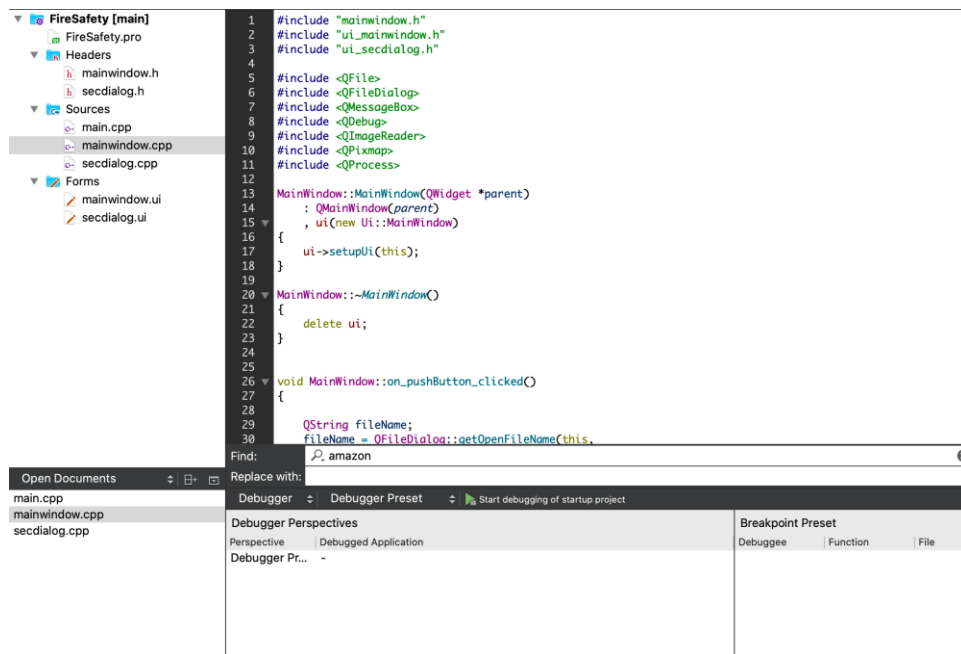 FireSafety [main]
FireSafety.pro
Headers
mainwindow.h
secdialog.h
Sources
main.cpp
mainwindow.cpp
secdialog.cpp
Forms
mainwindow.ui
secdialog.ui
1 #include "mainwindow.h"
2 #include "ui_mainwindow.h"
3 #include "ui_secdialog.h"
4
5 #include <QFile>
6 #include <QFileDialog>
7 #include <QMessageBox>
8 #include <QDebug>
9 #include <QImageReader>
10 #include <QPixmap>
11 #include <QProcess>
12
13 MainWindow::MainWindow(QWidget *parent)
14 : QMainWindow(parent)
15 , ui(new Ui::MainWindow)
16 {
17 ui->setupUi(this);
18 }
19
20 MainWindow::~MainWindow()
21 {
22 delete ui;
23 }
24
25
26 void MainWindow::on_pushButton_clicked()
27 {
28
29 QString fileName;
30 fileName = QFileDialog::getOpenFileName(this,
Find: amazon
Replace with:
Open Documents
main.cpp
mainwindow.cpp
secdialog.cpp
Debugger Debugger Preset Start debugging of startup project
Debugger Perspectives
Perspective Debugged Application
Debugger Pr... -
Breakpoint Preset
Debuggee Function File